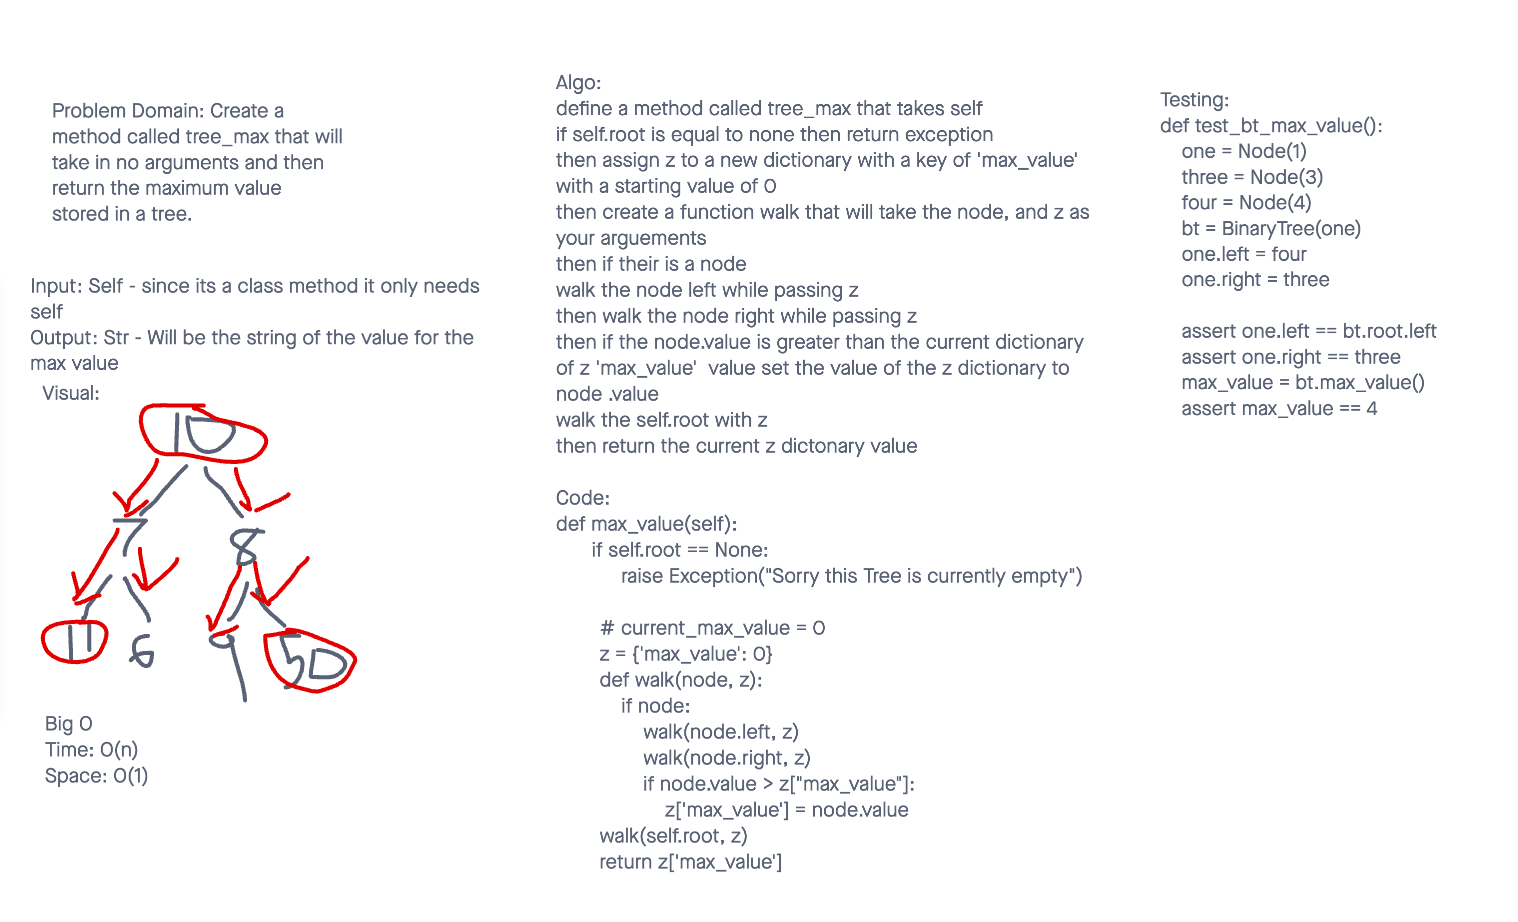 Problem Domain: Create a
method called tree_max that will
take in no arguments and then
return the maximum value
stored in a tree.
Input: Self - since its a class method it only needs
self
Output: Str - Will be the string of the value for the
max value
Visual:
10
7
8
11
6
9
50
Big O
Time: O(n)
Space: O(1)
Algo:
define a method called tree_max that takes self
if self.root is equal to none then return exception
then assign z to a new dictionary with a key of 'max_value'
with a starting value of 0
then create a function walk that will take the node, and z as
your arguements
then if their is a node
walk the node left while passing z
then walk the node right while passing z
then if the node.value is greater than the current dictionary
of z 'max_value'  value set the value of the z dictionary to
node .value
walk the self.root with z
then return the current z dictonary value
Code:
def max_value(self):
if self.root == None:
raise Exception("Sorry this Tree is currently empty")
# current_max_value = 0
z = {'max_value': 0}
def walk(node, z):
if node:
walk(node.left, z)
walk(node.right, z)
if node.value > z["max_value"]:
z['max_value'] = node.value
walk(self.root, z)
return z['max_value']
Testing:
def test_bt_max_value():
one = Node(1)
three = Node(3)
four = Node(4)
bt = BinaryTree(one)
one.left = four
one.right = three
assert one.left == bt.root.left
assert one.right == three
max_value = bt.max_value()
assert max_value == 4